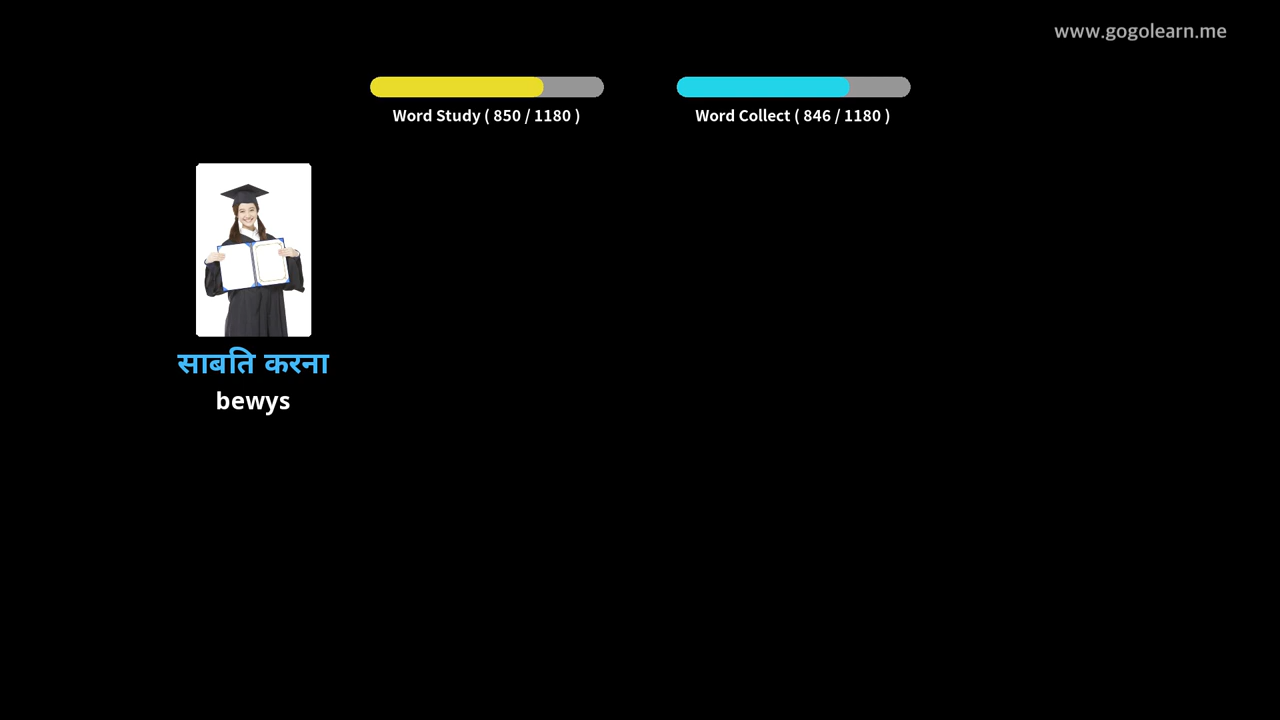 www.gogolearn.me
Word Study ( 850 / 1180 )
Word Collect ( 846 / 1180 )
साबति करना
bewys